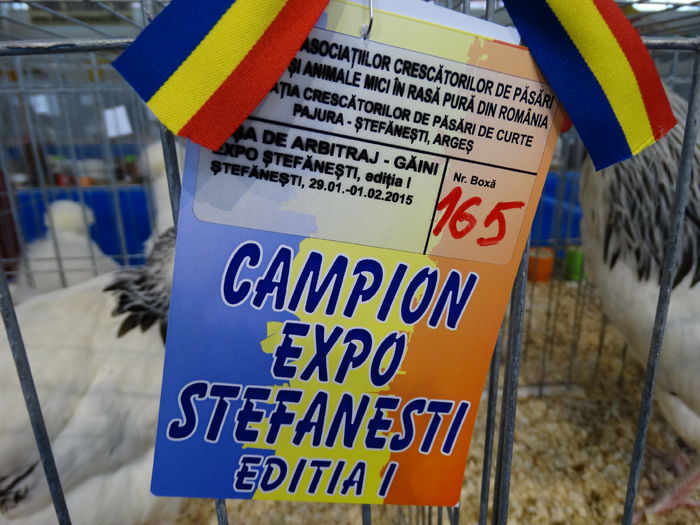 ASOCIAȚIILOR CRESCĂTORILOR DE PĂSĂRI
ȘI ANIMALE MICI ÎN RASĂ PURĂ DIN ROMÂNIA
CRESCĂTORILOR DE PĂSĂRI DE CURTE
PAJURA - ȘTEFĂNEȘTI, ARGEȘ
DE ARBITRAJ - GĂINI
EXPO ȘTEFĂNEȘTI, ediția I
ȘTEFĂNEȘTI, 29.01.-01.02.2015
Nr. Boxă
165
CAMPION
EXPO
STEFANESTI
EDITIA I